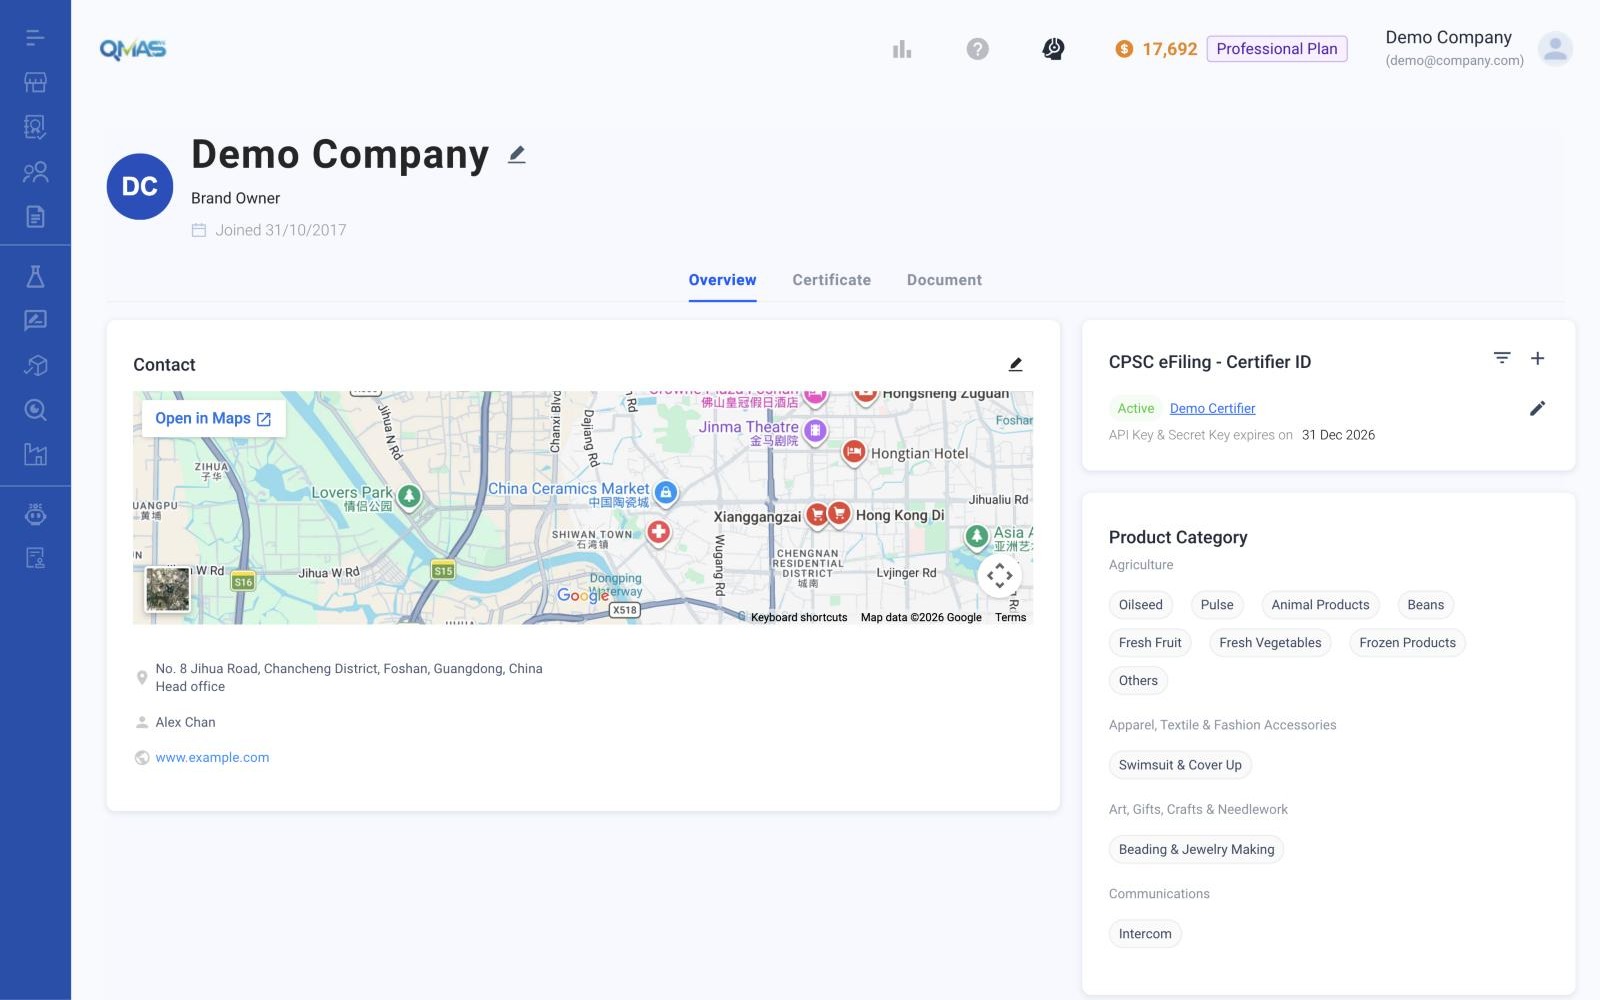 QMAS
17,692
Professional Plan
Demo Company
(demo@company.com)
DC
Demo Company
Brand Owner
Joined 31/10/2017
Overview
Certificate
Document
Contact
Open in Maps
佛山皇冠假日酒店
Hongsheng Zuguan
Jinma Theatre
金马剧院
Foshan
Chanxi Blvd
Dajiang Rd
Jihua N Rd
Hongtian Hotel
ZIHUA
子华
Lovers Park
情侣公园
China Ceramics Market
中国陶瓷城
Jihualiu Rd
黄埔
Xianggangzai
Hong Kong Di
SHIWAN TOWN
石湾镇
Wugang Rd
CHENGNAN
RESIDENTIAL
DISTRICT
城南
Lvjinger Rd
W Rd
S16
Jihua W Rd
S15
Dongping
Waterway
Google
X518
Keyboard shortcuts
Map data ©2026 Google
Terms
No. 8 Jihua Road, Chancheng District, Foshan, Guangdong, China
Head office
Alex Chan
www.example.com
CPSC eFiling - Certifier ID
Active
Demo Certifier
API Key & Secret Key expires on 31 Dec 2026
Product Category
Agriculture
Oilseed
Pulse
Animal Products
Beans
Fresh Fruit
Fresh Vegetables
Frozen Products
Others
Apparel, Textile & Fashion Accessories
Swimsuit & Cover Up
Art, Gifts, Crafts & Needlework
Beading & Jewelry Making
Communications
Intercom